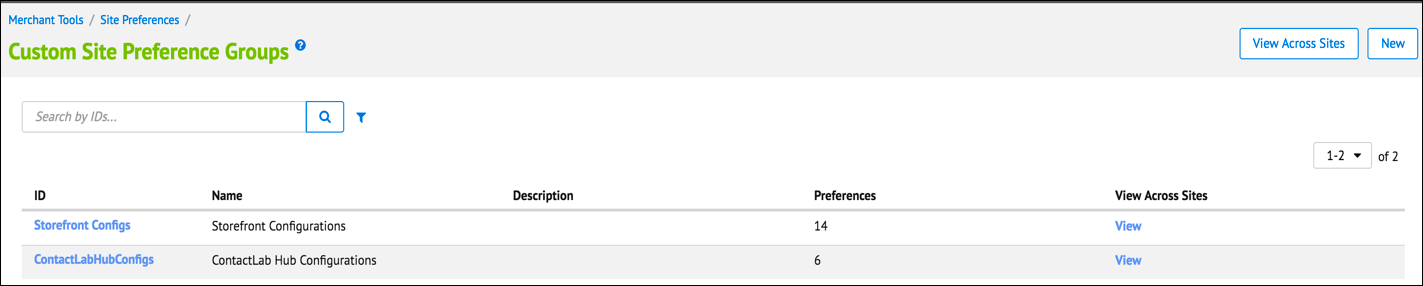 Merchant Tools / Site Preferences /
Custom Site Preference Groups ?
View Across Sites New
Search by IDs...
1-2 of 2
ID Name Description Preferences View Across Sites
Storefront Configs Storefront Configurations 14 View
ContactLabHubConfigs ContactLab Hub Configurations 6 View